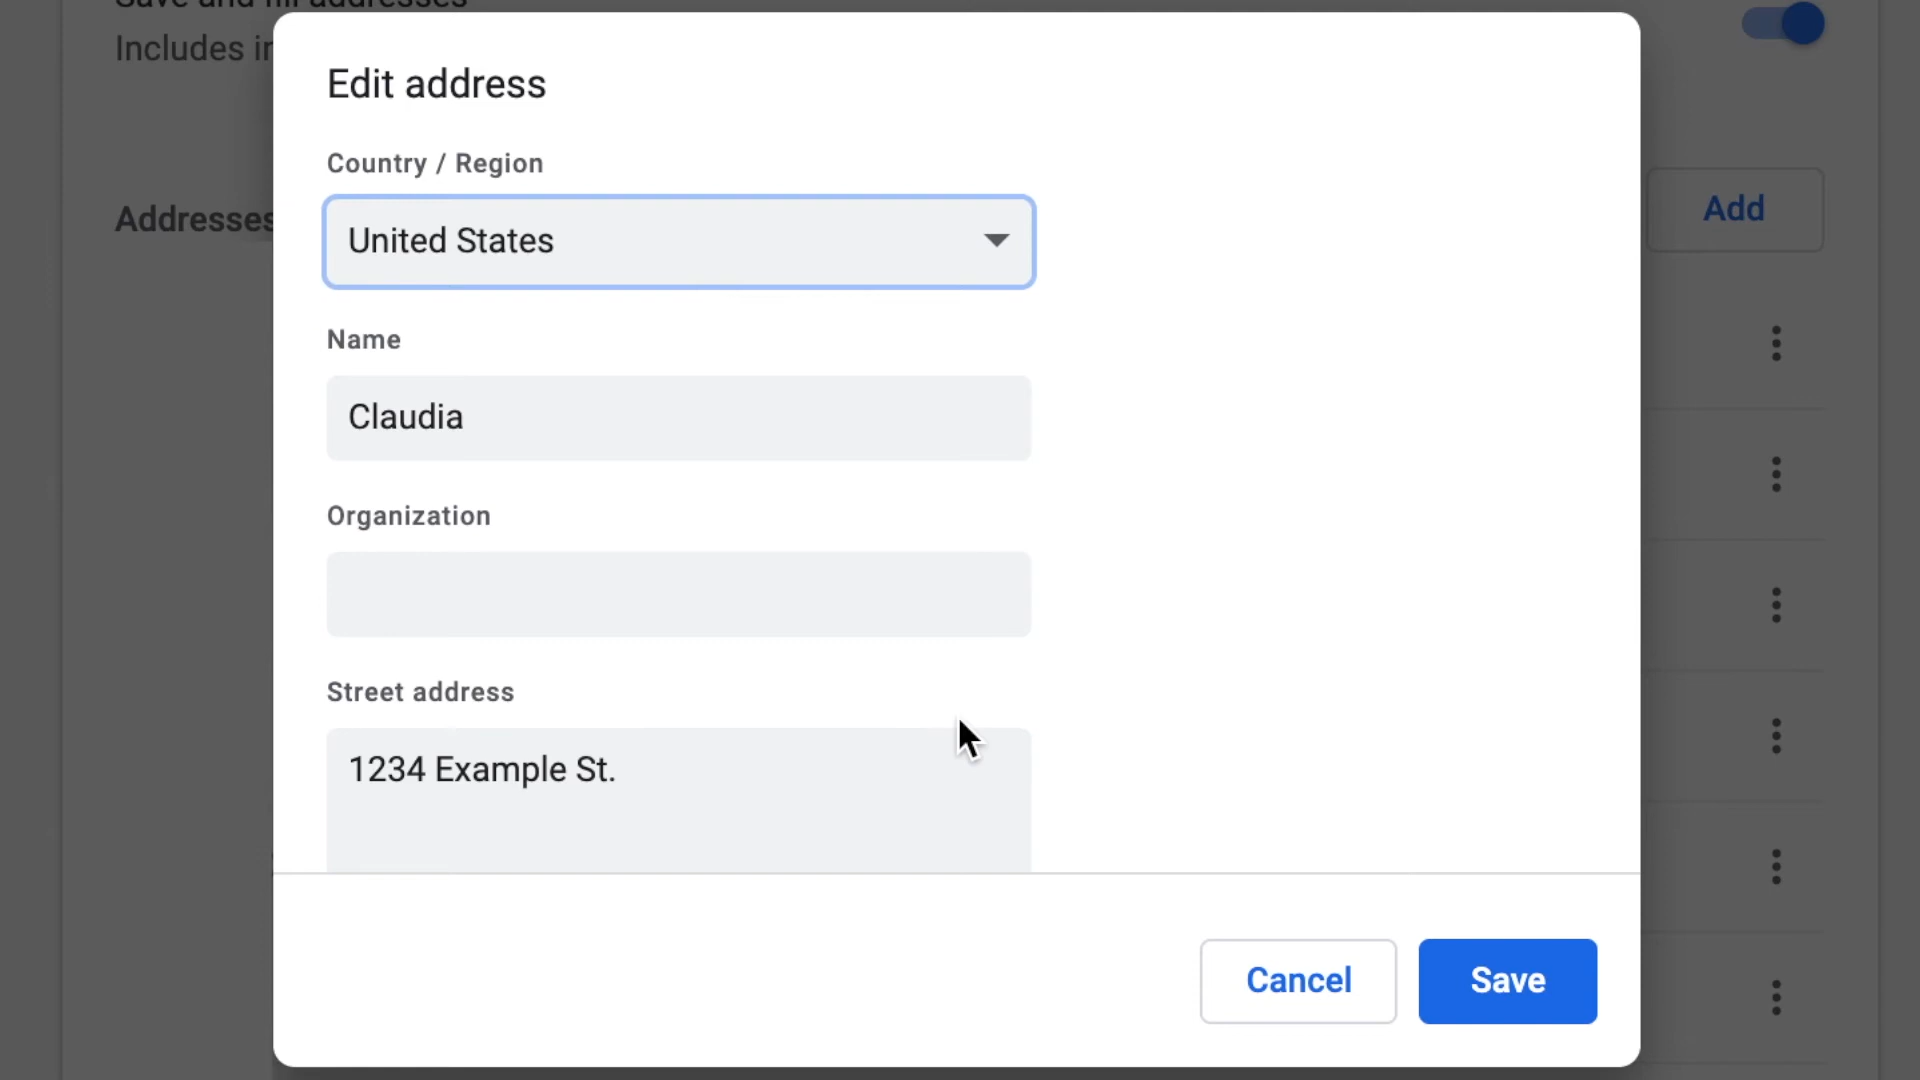 Save and fill addresses
Includes
Edit address
Country / Region
United States
Addresses
Add
Name
Claudia
Organization
Street address
1234 Example St.
Cancel
Save